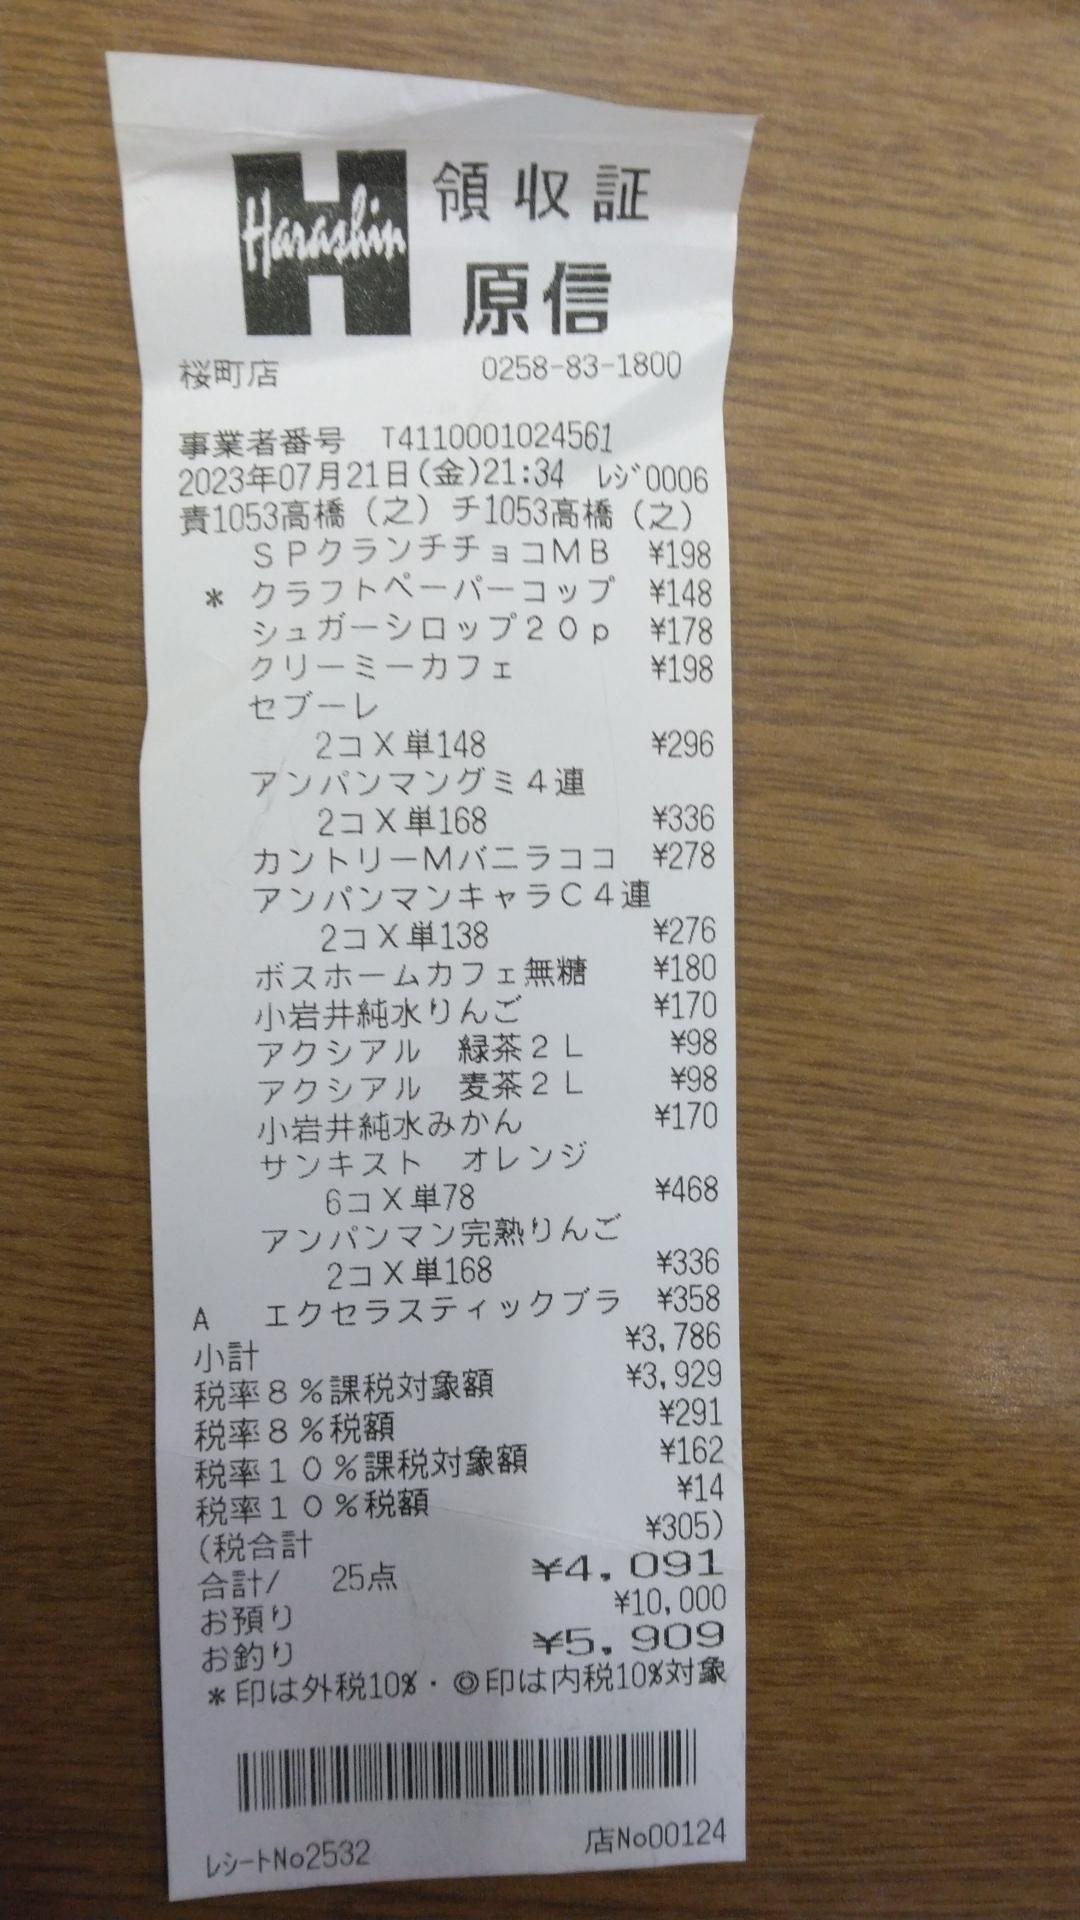 Harashin 領収証
原信
桜町店 0258-83-1800
事業者番号 T4110001024561
2023年07月21日(金)21:34 ﾚｼﾞ0006
責1053高橋（之）チ1053高橋（之）
ＳＰクランチチョコＭＢ ¥198
＊ クラフトペーパーコップ ¥148
シュガーシロップ２０ｐ ¥178
クリーミーカフェ ¥198
セブーレ
2コＸ単148 ¥296
アンパンマングミ４連
2コＸ単168 ¥336
カントリーＭバニラココ ¥278
アンパンマンキャラＣ４連
2コＸ単138 ¥276
ボスホームカフェ無糖 ¥180
小岩井純水りんご ¥170
アクシアル　緑茶２Ｌ ¥98
アクシアル　麦茶２Ｌ ¥98
小岩井純水みかん ¥170
サンキスト　オレンジ
6コＸ単78 ¥468
アンパンマン完熟りんご
2コＸ単168 ¥336
A エクセラスティックブラ ¥358
小計 ¥3,786
税率８％課税対象額 ¥3,929
税率８％税額 ¥291
税率１０％課税対象額 ¥162
税率１０％税額 ¥14
(税合計 ¥305)
合計/ 25点 ¥4,091
お預り ¥10,000
お釣り ¥5,909
＊印は外税10%・◎印は内税10%対象
ﾚｼｰﾄNo2532 店No00124